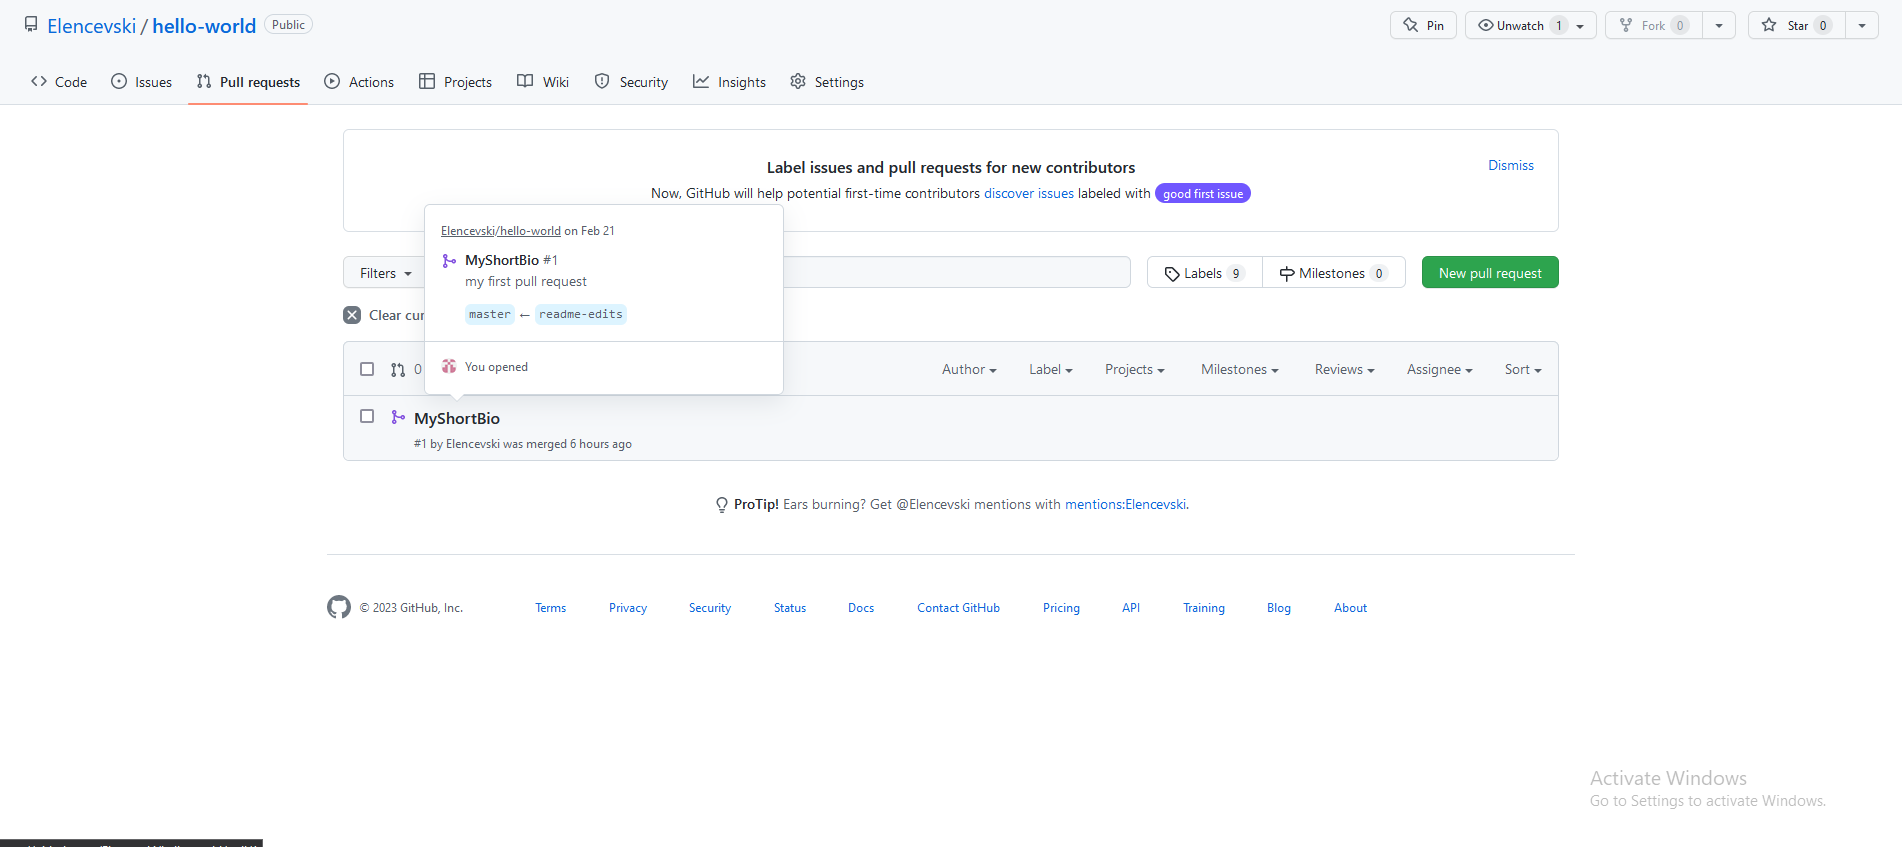 Elencevski / hello-world Public
Pin Unwatch 1 Fork 0 Star 0
Code Issues Pull requests Actions Projects Wiki Security Insights Settings
Label issues and pull requests for new contributors
Dismiss
Now, GitHub will help potential first-time contributors discover issues labeled with good first issue
Elencevski/hello-world on Feb 21
MyShortBio #1
my first pull request
master ← readme-edits
You opened
Filters
Labels 9 Milestones 0 New pull request
Clear
0
Author Label Projects Milestones Reviews Assignee Sort
MyShortBio
#1 by Elencevski was merged 6 hours ago
ProTip! Ears burning? Get @Elencevski mentions with mentions:Elencevski.
© 2023 GitHub, Inc. Terms Privacy Security Status Docs Contact GitHub Pricing API Training Blog About
Activate Windows
Go to Settings to activate Windows.